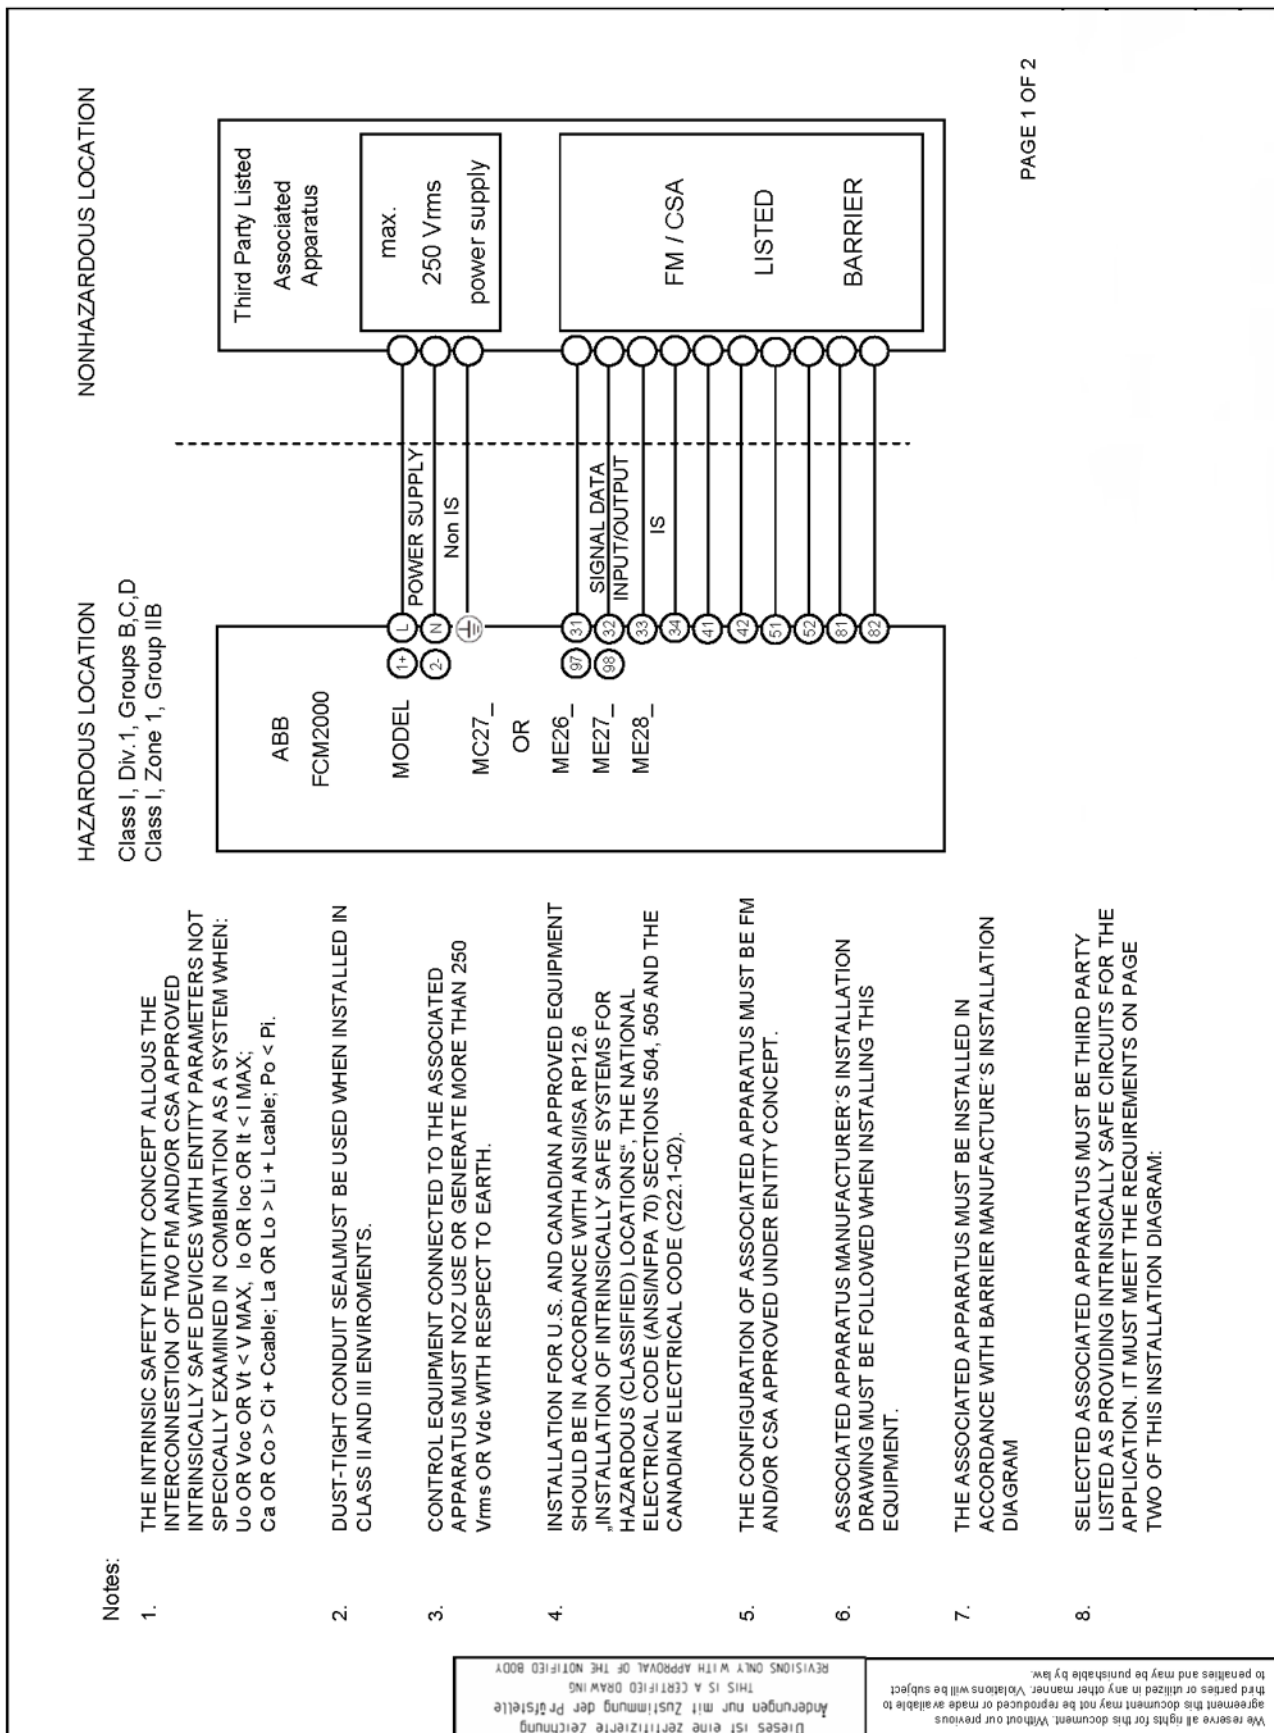 HAZARDOUS LOCATION
NONHAZARDOUS LOCATION
Class I, Div.1, Groups B,C,D
Class I, Zone 1, Group IIB
ABB
FCM2000
MODEL
MC27_
OR
ME26_
ME27_
ME28_
1+
L
2-
N
97
31
98
32
33
34
41
42
51
52
81
82
POWER SUPPLY
Non IS
SIGNAL DATA
INPUT/OUTPUT
IS
Third Party Listed
Associated
Apparatus
max.
250 Vrms
power supply
FM / CSA
LISTED
BARRIER
Notes:
1. THE INTRINSIC SAFETY ENTITY CONCEPT ALLOUS THE
INTERCONNESTION OF TWO FM AND/OR CSA APPROVED
INTRINSICALLY SAFE DEVICES WITH ENTITY PARAMETERS NOT
SPECICALLY EXAMINED IN COMBINATION AS A SYSTEM WHEN:
Uo OR Voc OR Vt < V MAX, Io OR Ioc OR It < I MAX;
Ca OR Co > Ci + Ccable; La OR Lo > Li + Lcable; Po < Pi.
2. DUST-TIGHT CONDUIT SEALMUST BE USED WHEN INSTALLED IN
CLASS II AND III ENVIROMENTS.
3. CONTROL EQUIPMENT CONNECTED TO THE ASSOCIATED
APPARATUS MUST NOZ USE OR GENERATE MORE THAN 250
Vrms OR Vdc WITH RESPECT TO EARTH.
4. INSTALLATION FOR U.S. AND CANADIAN APPROVED EQUIPMENT
SHOULD BE IN ACCORDANCE WITH ANSI/ISA RP12.6
„INSTALLATION OF INTRINSICALLY SAFE SYSTEMS FOR
HAZARDOUS (CLASSIFIED) LOCATIONS“, THE NATIONAL
ELECTRICAL CODE (ANSI/NFPA 70) SECTIONS 504, 505 AND THE
CANADIAN ELECTRICAL CODE (C22.1-02).
5. THE CONFIGURATION OF ASSOCIATED APPARATUS MUST BE FM
AND/OR CSA APPROVED UNDER ENTITY CONCEPT.
6. ASSOCIATED APPARATUS MANUFACTURER´S INSTALLATION
DRAWING MUST BE FOLLOWED WHEN INSTALLING THIS
EQUIPMENT.
7. THE ASSOCIATED APPARATUS MUST BE INSTALLED IN
ACCORDANCE WITH BARRIER MANUFACTURE´S INSTALLATION
DIAGRAM
8. SELECTED ASSOCIATED APPARATUS MUST BE THIRD PARTY
LISTED AS PROVIDING INTRINSICALLY SAFE CIRCUITS FOR THE
APPLICATION. IT MUST MEET THE REQUIREMENTS ON PAGE
TWO OF THIS INSTALLATION DIAGRAM:
PAGE 1 OF 2
Dieses ist eine zertifizierte Zeichnung
Änderungen nur mit Zustimmung der Prüfstelle
THIS IS A CERTIFIED DRAWING
REVISIONS ONLY WITH APPROVAL OF THE NOTIFIED BODY
We reserve all rights for this document. Without our previous
agreement this document may not be reproduced or made available to
third parties or utilized in any other manner. Violations will be subject
to penalties and may be punishable by law.